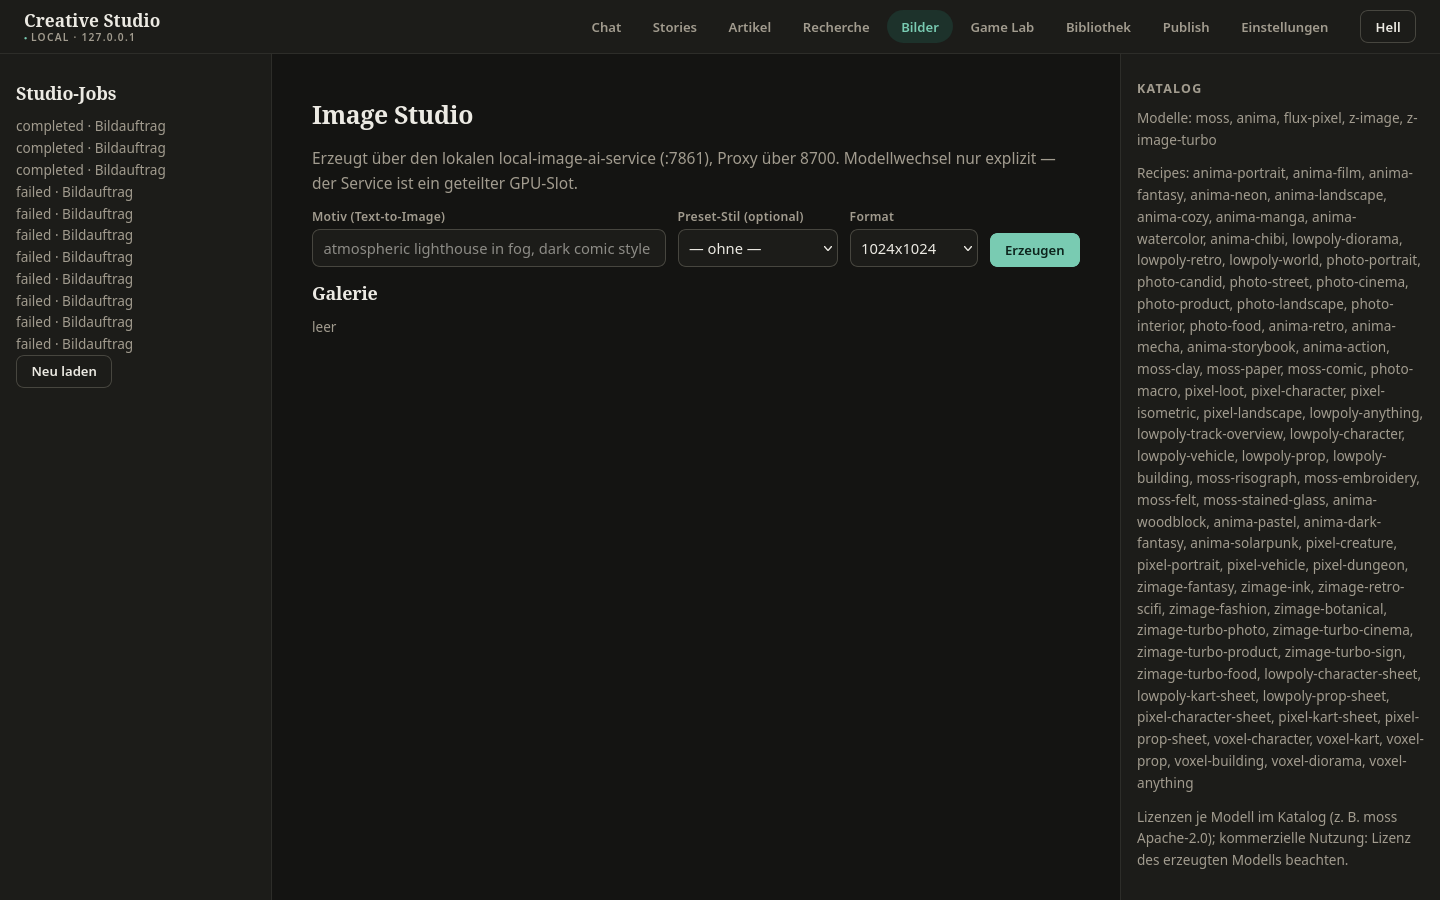 Creative Studio
LOCAL · 127.0.0.1
Chat
Stories
Artikel
Recherche
Bilder
Game Lab
Bibliothek
Publish
Einstellungen
Hell
Studio-Jobs
completed · Bildauftrag
completed · Bildauftrag
completed · Bildauftrag
failed · Bildauftrag
failed · Bildauftrag
failed · Bildauftrag
failed · Bildauftrag
failed · Bildauftrag
failed · Bildauftrag
failed · Bildauftrag
failed · Bildauftrag
Neu laden
Image Studio
Erzeugt über den lokalen local-image-ai-service (:7861), Proxy über 8700. Modellwechsel nur explizit —
der Service ist ein geteilter GPU-Slot.
Motiv (Text-to-Image)
atmospheric lighthouse in fog, dark comic style
Preset-Stil (optional)
— ohne —
Format
1024x1024
Erzeugen
Galerie
leer
KATALOG
Modelle: moss, anima, flux-pixel, z-image, z-
image-turbo
Recipes: anima-portrait, anima-film, anima-
fantasy, anima-neon, anima-landscape,
anima-cozy, anima-manga, anima-
watercolor, anima-chibi, lowpoly-diorama,
lowpoly-retro, lowpoly-world, photo-portrait,
photo-candid, photo-street, photo-cinema,
photo-product, photo-landscape, photo-
interior, photo-food, anima-retro, anima-
mecha, anima-storybook, anima-action,
moss-clay, moss-paper, moss-comic, photo-
macro, pixel-loot, pixel-character, pixel-
isometric, pixel-landscape, lowpoly-anything,
lowpoly-track-overview, lowpoly-character,
lowpoly-vehicle, lowpoly-prop, lowpoly-
building, moss-risograph, moss-embroidery,
moss-felt, moss-stained-glass, anima-
woodblock, anima-pastel, anima-dark-
fantasy, anima-solarpunk, pixel-creature,
pixel-portrait, pixel-vehicle, pixel-dungeon,
zimage-fantasy, zimage-ink, zimage-retro-
scifi, zimage-fashion, zimage-botanical,
zimage-turbo-photo, zimage-turbo-cinema,
zimage-turbo-product, zimage-turbo-sign,
zimage-turbo-food, lowpoly-character-sheet,
lowpoly-kart-sheet, lowpoly-prop-sheet,
pixel-character-sheet, pixel-kart-sheet, pixel-
prop-sheet, voxel-character, voxel-kart, voxel-
prop, voxel-building, voxel-diorama, voxel-
anything
Lizenzen je Modell im Katalog (z. B. moss
Apache-2.0); kommerzielle Nutzung: Lizenz
des erzeugten Modells beachten.